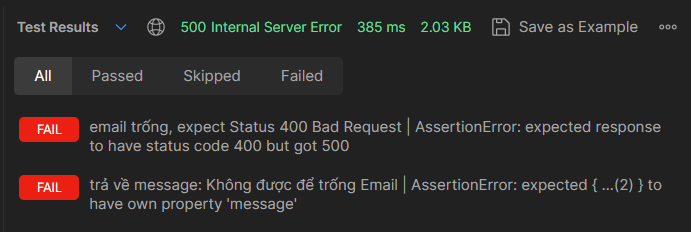 Test Results 500 Internal Server Error 385 ms 2.03 KB Save as Example
All Passed Skipped Failed
FAIL email trống, expect Status 400 Bad Request | AssertionError: expected response
to have status code 400 but got 500
FAIL trả về message: Không được để trống Email | AssertionError: expected { …(2) } to
have own property 'message'